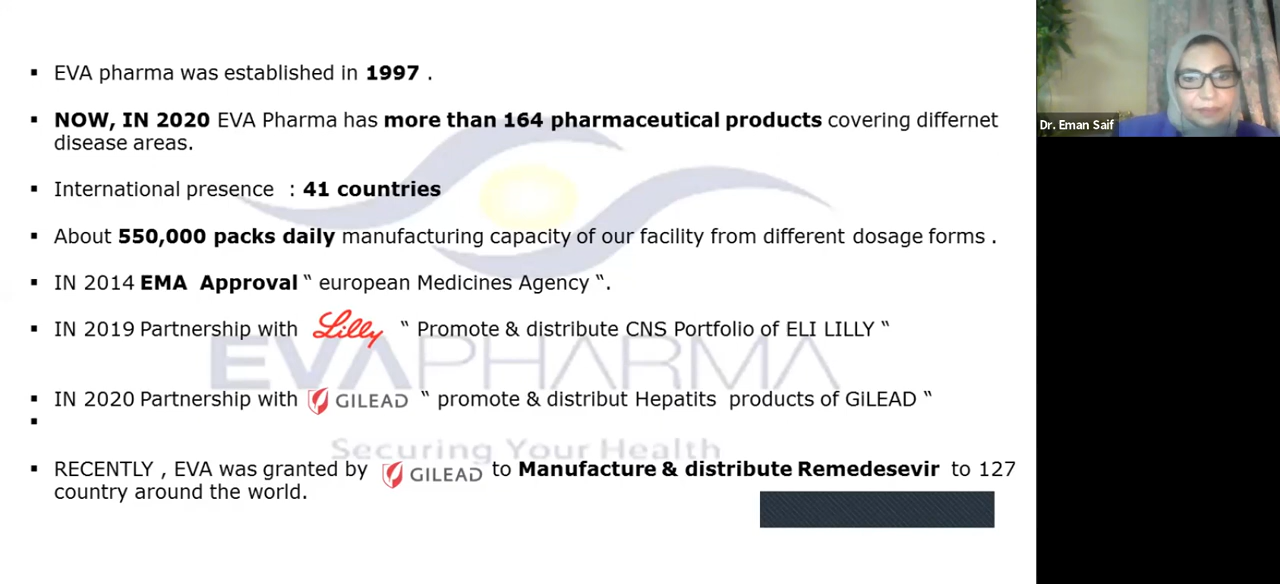 ▪ EVA pharma was established in 1997 .
▪ NOW, IN 2020 EVA Pharma has more than 164 pharmaceutical products covering differnet
disease areas.
▪ International presence : 41 countries
▪ About 550,000 packs daily manufacturing capacity of our facility from different dosage forms .
▪ IN 2014 EMA Approval “ european Medicines Agency “.
▪ IN 2019 Partnership with Lilly “ Promote & distribute CNS Portfolio of ELI LILLY “
EVAPHARMA
▪ IN 2020 Partnership with GILEAD “ promote & distribut Hepatits products of GiLEAD “
▪
Securing Your Health
▪ RECENTLY , EVA was granted by GILEAD to Manufacture & distribute Remedesevir to 127
country around the world.
Dr. Eman Saif